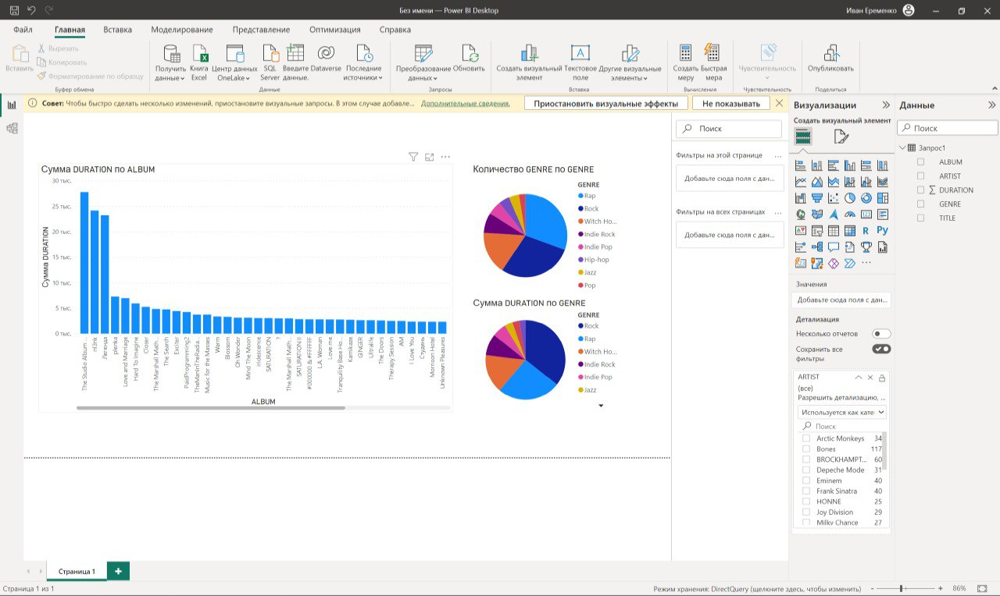 Без имени — Power BI Desktop
Иван Еременко
Файл
Главная
Вставка
Моделирование
Представление
Оптимизация
Справка
Вставить
Вырезать
Копировать
Форматирование по образцу
Буфер обмена
Получить данные
Книга Excel
Центр данных OneLake
SQL Server
Введите данные.
Dataverse
Последние источники
Данные
Преобразование данных
Обновить
Запросы
Создать визуальный элемент
Текстовое поле
Другие визуальные элементы
Вставка
Создать меру
Быстрая мера
Вычисления
Чувствительность
Чувствительность
Опубликовать
Поделиться
Совет: Чтобы быстро сделать несколько изменений, приостановите визуальные запросы. В этом случае добавле...
Дополнительные сведения.
Приостановить визуальные эффекты
Не показывать
Сумма DURATION по ALBUM
Сумма DURATION
30 тыс.
25 тыс.
20 тыс.
15 тыс.
10 тыс.
5 тыс.
0 тыс.
The Studio Album ...
Легенда
plenka
Love and Marriage
Hard To Imagine
Closer
The Marshall Math...
The Search
Exeter
PaidProgramming2
TheManInTheRadia...
Music for the Masses
Warm
Blossom
Oh Wonder
Mind The Moon
iridescence
SATURATION
?
The Marshall Math...
SATURATION II
#000000 & #FFFFFF
L.A. Woman
Leave me
Tranquility Base Ho...
Kamikaze
GINGER
Ultjahlie
The Doors
Therapy Session
AM
I Love You.
Студень
Morrison Hotel
Unknown Pleasures
ALBUM
Количество GENRE по GENRE
GENRE
Rap
Rock
Witch Ho...
Indie Rock
Indie Pop
Hip-hop
Jazz
Pop
Сумма DURATION по GENRE
GENRE
Rock
Rap
Witch Ho...
Indie Rock
Indie Pop
Jazz
Поиск
Фильтры на этой странице
...
Добавьте сюда поля с дан...
Фильтры на всех страницах
...
Добавьте сюда поля с дан...
Визуализации
Создать визуальный элемент
R
Py
...
Значения
Добавьте сюда поля с дан...
Детализация
Несколько отчетов
Сохранить все фильтры
ARTIST
(все)
Разрешить детализацию, ...
Используется как кате
Поиск
Arctic Monkeys 34
Bones 117
BROCKHAMPT... 60
Depeche Mode 31
Eminem 40
Frank Sinatra 40
HONNE 25
Joy Division 29
Milky Chance 27
Данные
Поиск
Запрос1
ALBUM
ARTIST
DURATION
GENRE
TITLE
Страница 1
Страница 1 из 1
Режим хранения: DirectQuery (щелкните здесь, чтобы изменить)
86%